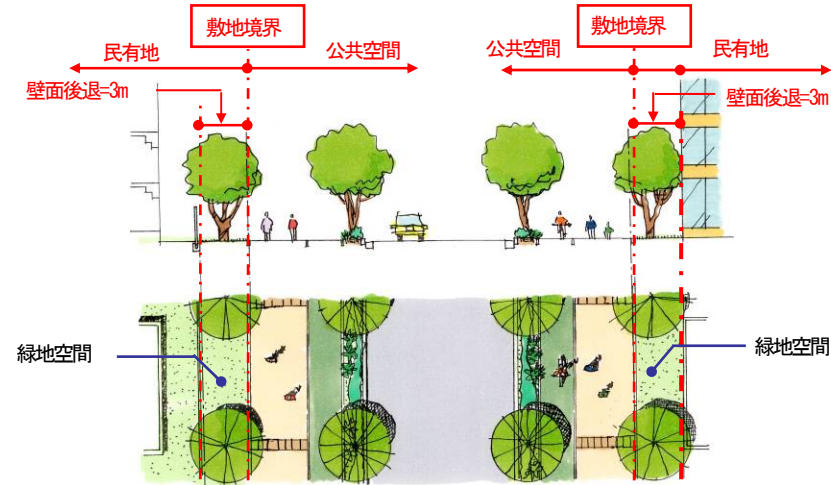 敷地境界
敷地境界
民有地
公共空間
公共空間
民有地
壁面後退=3m
壁面後退=3m
緑地空間
緑地空間